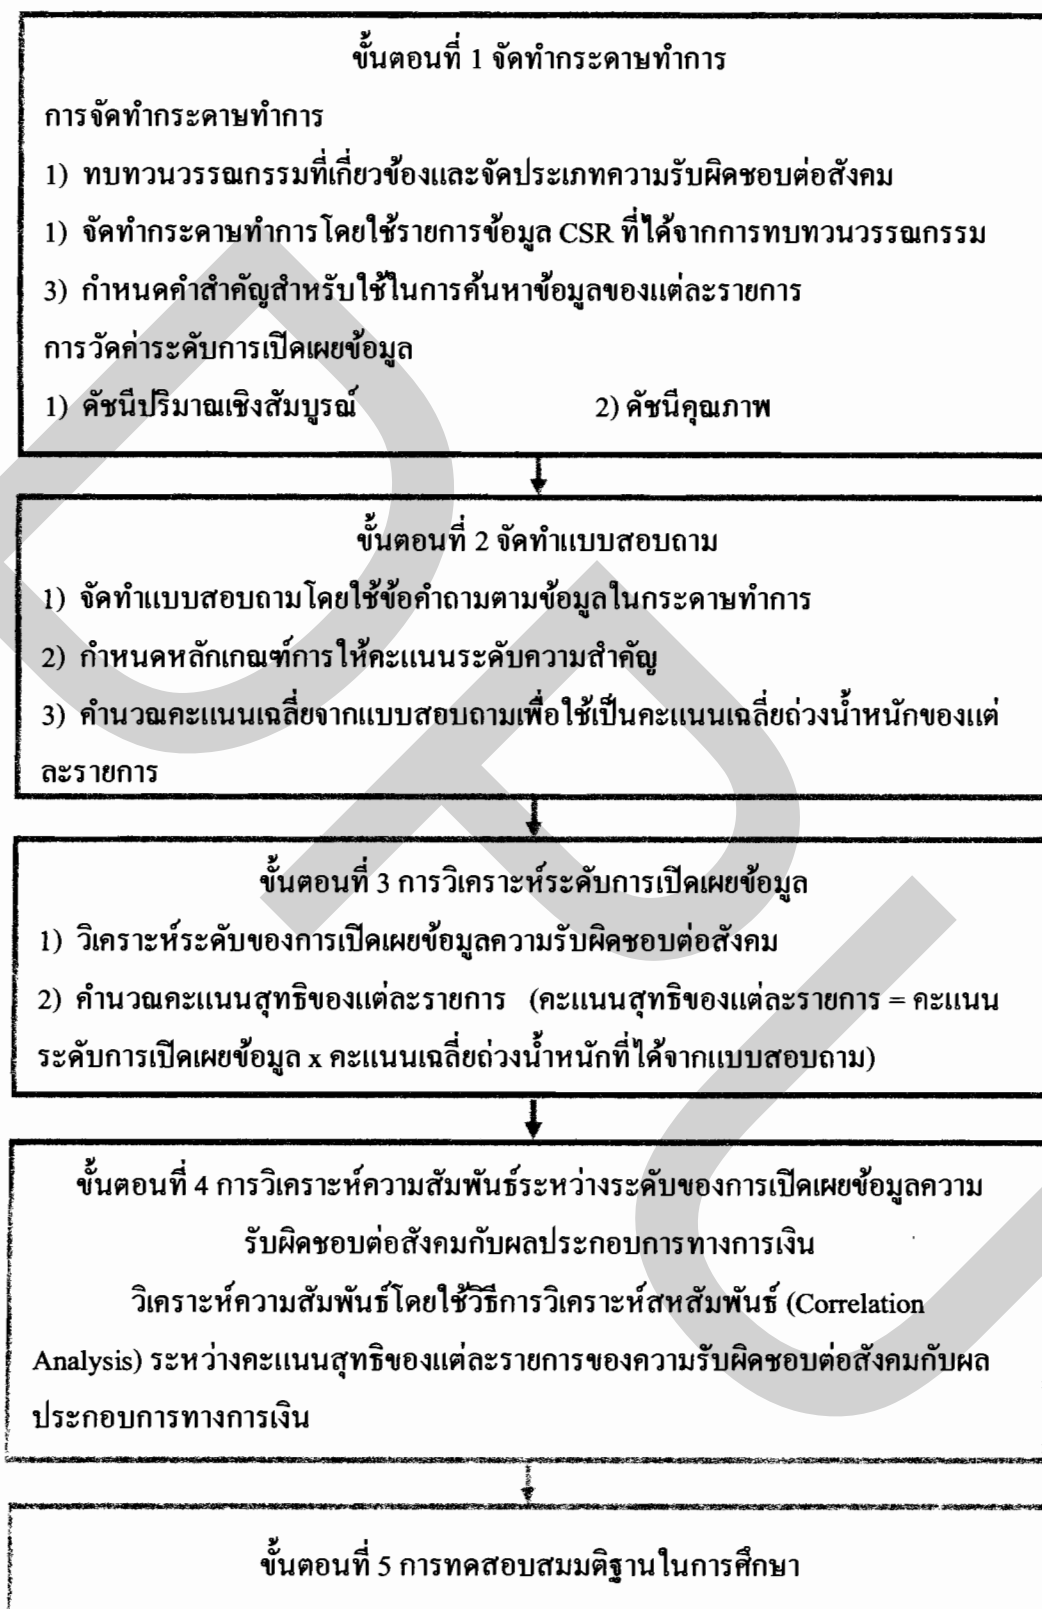 ขั้นตอนที่ 1 จัดทำกระดาษทำการ
การจัดทำกระดาษทำการ
1) ทบทวนวรรณกรรมที่เกี่ยวข้องและจัดประเภทความรับผิดชอบต่อสังคม
1) จัดทำกระดาษทำการโดยใช้รายการข้อมูล CSR ที่ได้จากการทบทวนวรรณกรรม
3) กำหนดคำสำคัญสำหรับใช้ในการค้นหาข้อมูลของแต่ละรายการ
การวัดค่าระดับการเปิดเผยข้อมูล
1) ดัชนีปริมาณเชิงสัมบูรณ์ 2) ดัชนีคุณภาพ
ขั้นตอนที่ 2 จัดทำแบบสอบถาม
1) จัดทำแบบสอบถามโดยใช้ข้อคำถามตามข้อมูลในกระดาษทำการ
2) กำหนดหลักเกณฑ์การให้คะแนนระดับความสำคัญ
3) คำนวณคะแนนเฉลี่ยจากแบบสอบถามเพื่อใช้เป็นคะแนนเฉลี่ยถ่วงน้ำหนักของแต่
ละรายการ
ขั้นตอนที่ 3 การวิเคราะห์ระดับการเปิดเผยข้อมูล
1) วิเคราะห์ระดับของการเปิดเผยข้อมูลความรับผิดชอบต่อสังคม
2) คำนวณคะแนนสุทธิของแต่ละรายการ (คะแนนสุทธิของแต่ละรายการ = คะแนน
ระดับการเปิดเผยข้อมูล x คะแนนเฉลี่ยถ่วงน้ำหนักที่ได้จากแบบสอบถาม)
ขั้นตอนที่ 4 การวิเคราะห์ความสัมพันธ์ระหว่างระดับของการเปิดเผยข้อมูลความ
รับผิดชอบต่อสังคมกับผลประกอบการทางการเงิน
วิเคราะห์ความสัมพันธ์โดยใช้วิธีการวิเคราะห์สหสัมพันธ์ (Correlation
Analysis) ระหว่างคะแนนสุทธิของแต่ละรายการของความรับผิดชอบต่อสังคมกับผล
ประกอบการทางการเงิน
ขั้นตอนที่ 5 การทดสอบสมมติฐานในการศึกษา
DPU